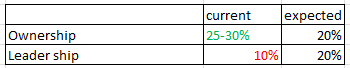 current expected
Ownership 25-30% 20%
Leader ship 10% 20%